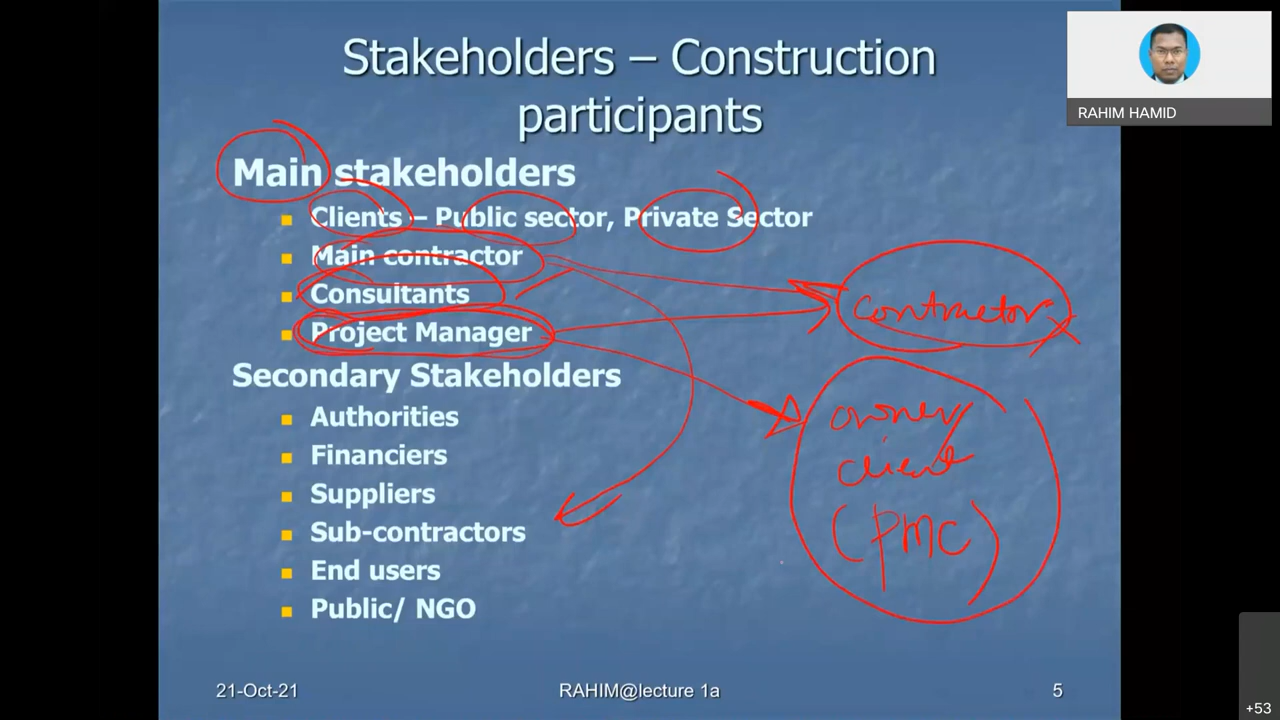 Stakeholders – Construction
participants
RAHIM HAMID
Main stakeholders
Clients – Public sector, Private Sector
Main contractor
Consultants
Project Manager
contractor
Secondary Stakeholders
Authorities
owner/
Financiers
client
Suppliers
Sub-contractors
(PMC)
End users
Public/ NGO
21-Oct-21
RAHIM@lecture 1a
5
+53